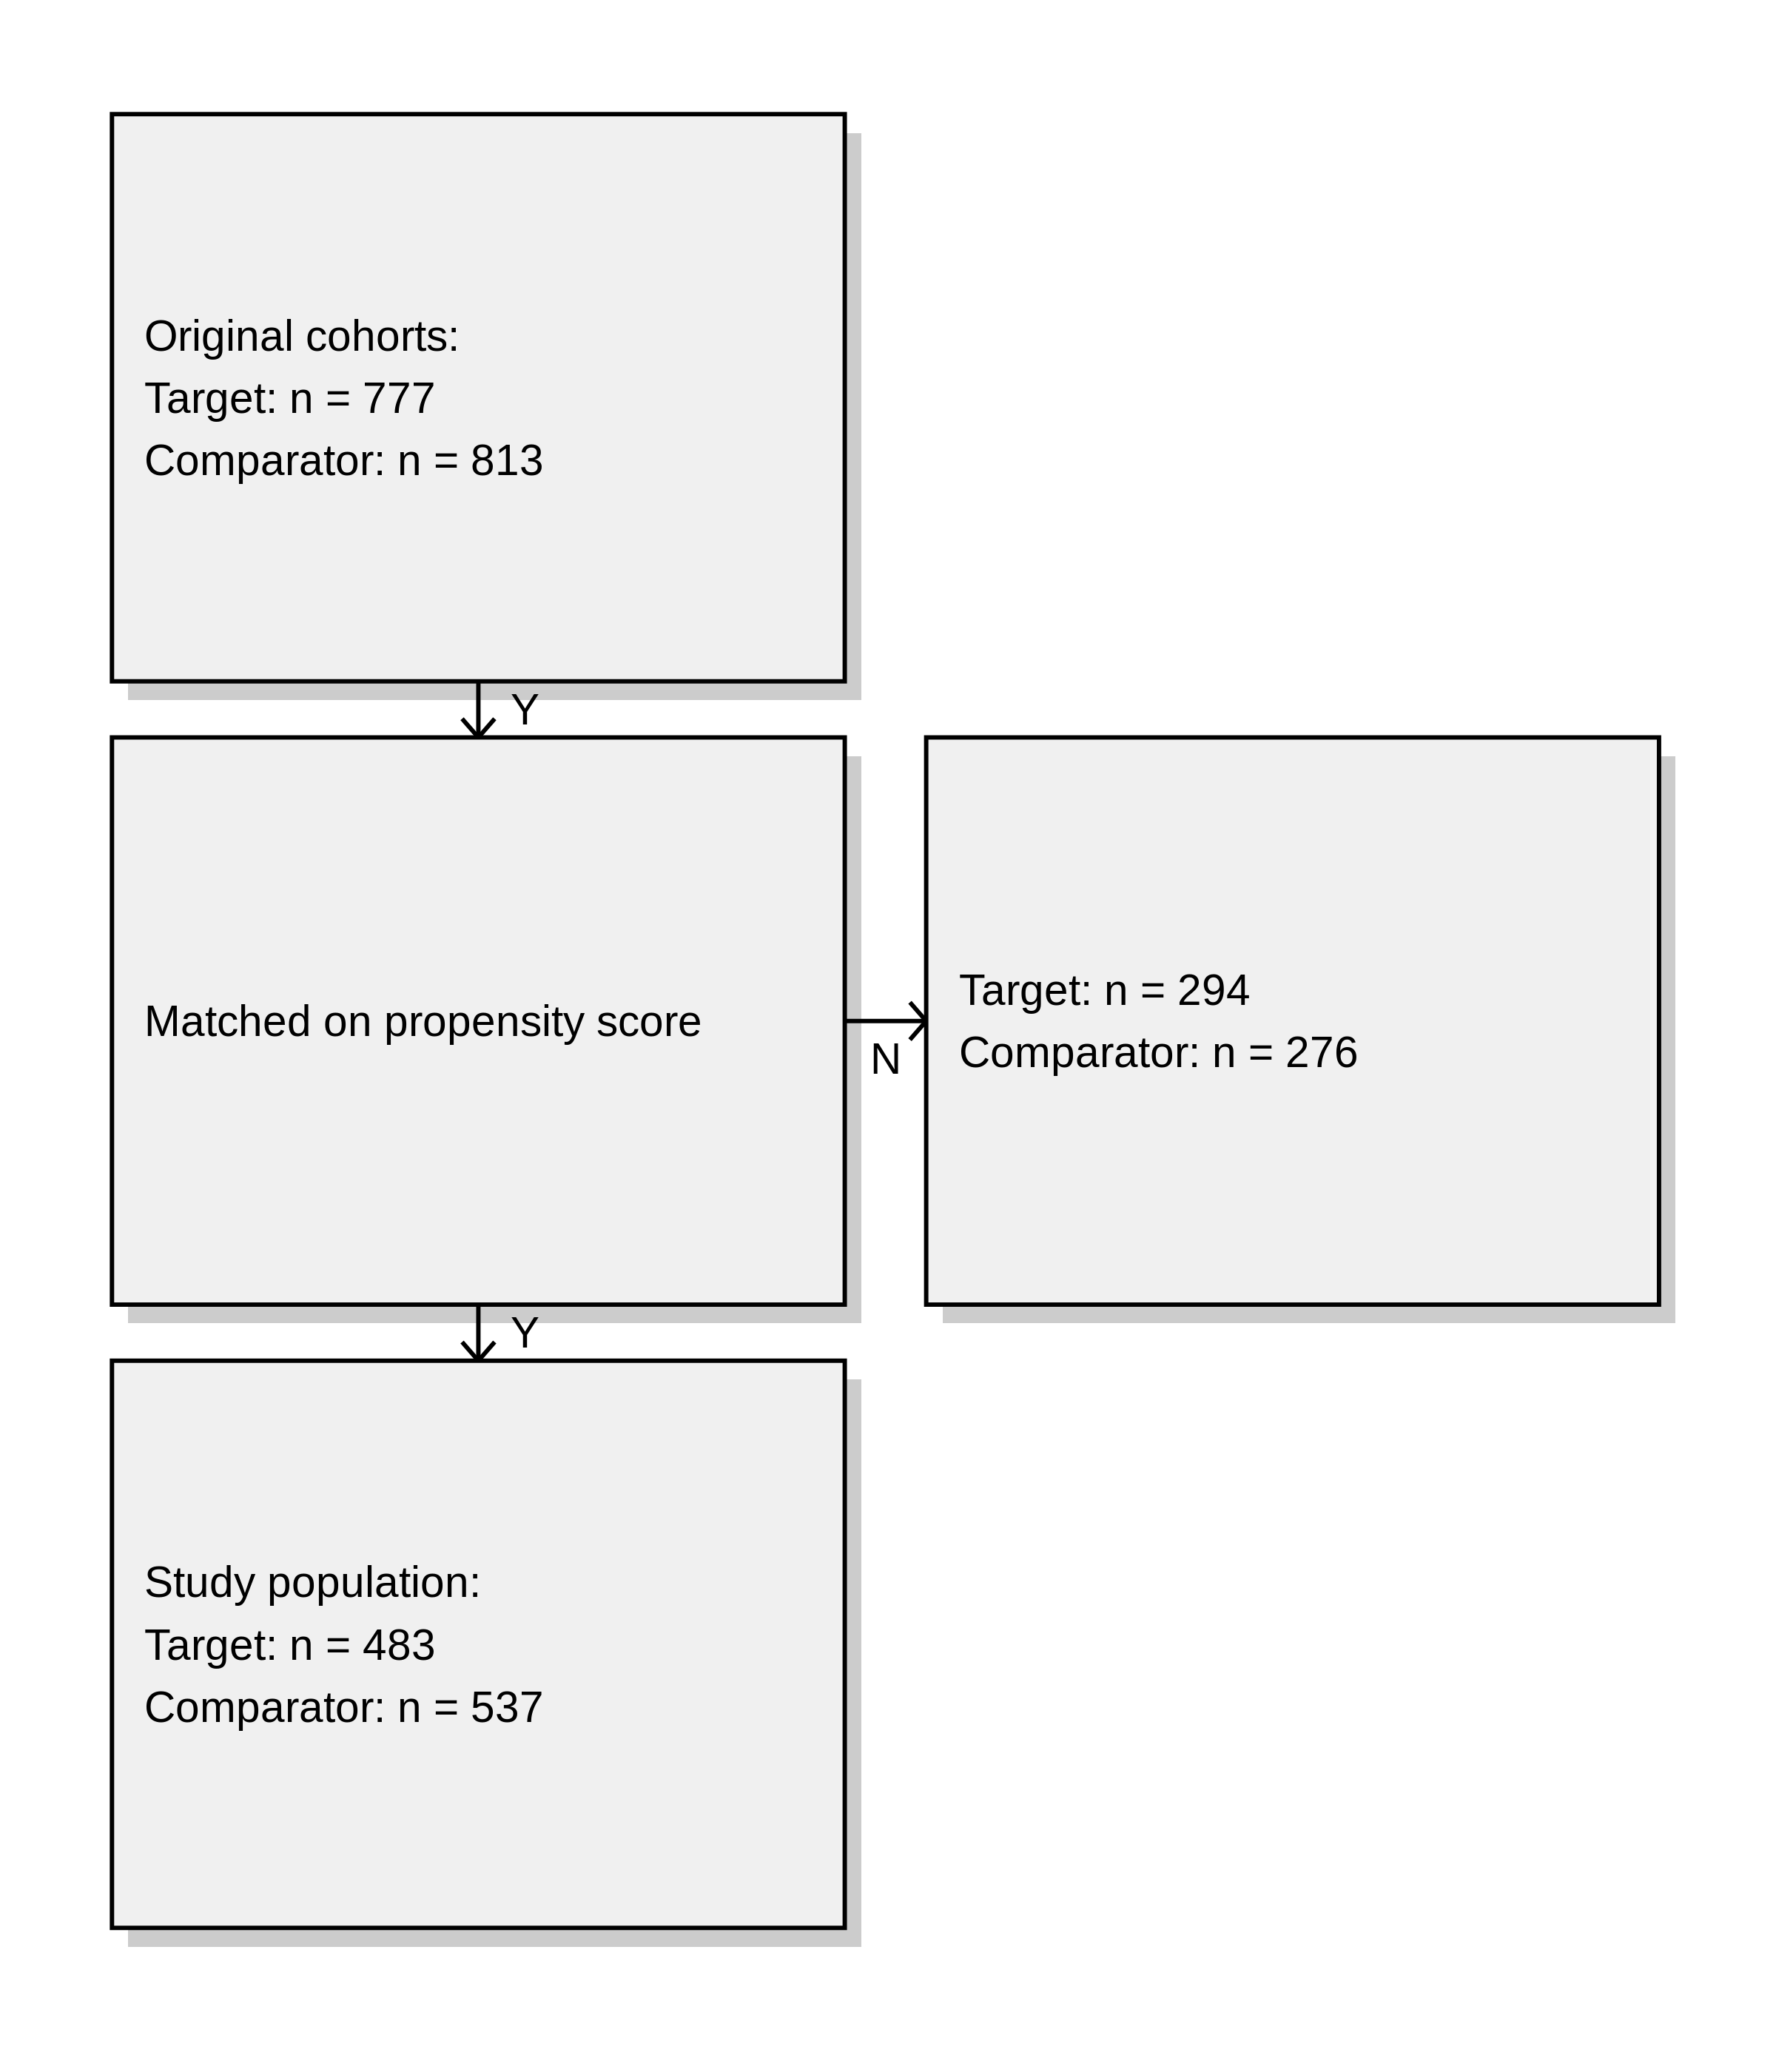 Original cohorts:
Target: n = 777
Comparator: n = 813
Y
Matched on propensity score
N
Target: n = 294
Comparator: n = 276
Y
Study population:
Target: n = 483
Comparator: n = 537